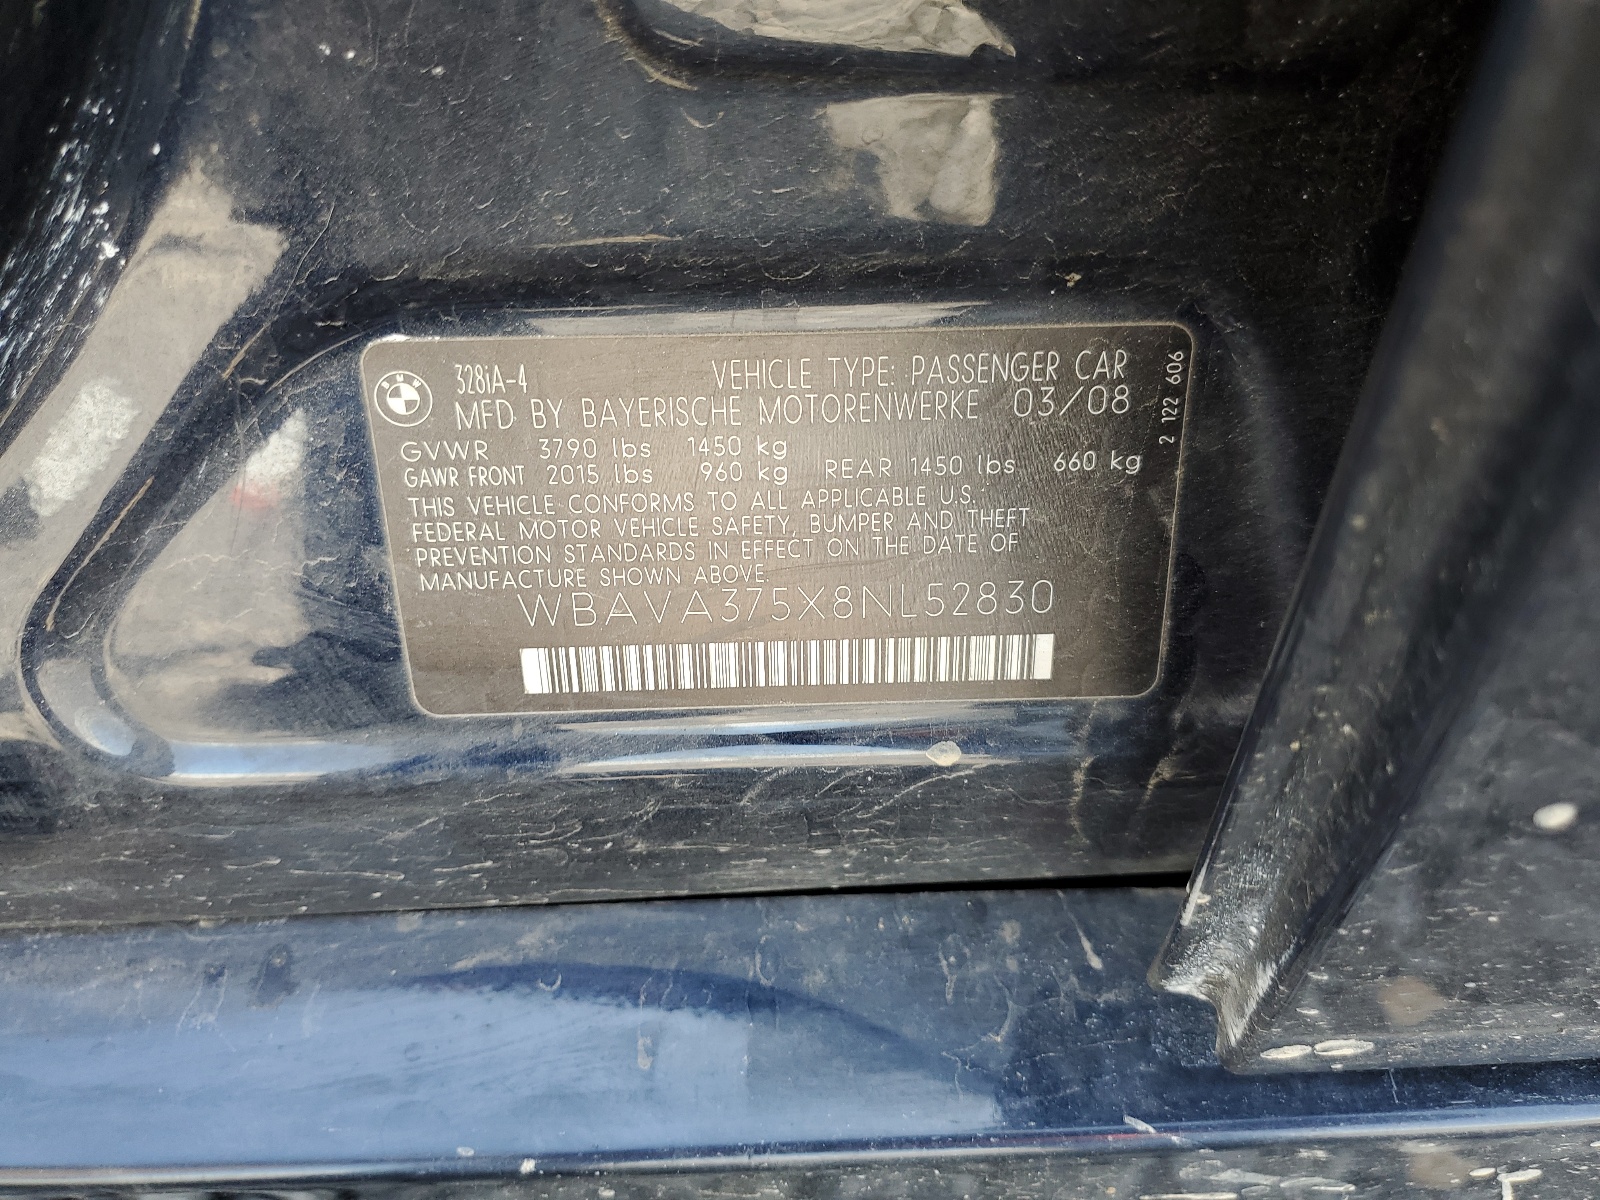 BMW
328iA-4 VEHICLE TYPE: PASSENGER CAR
MFD BY BAYERISCHE MOTORENWERKE 03/08
GVWR 3790 lbs 1450 kg
GAWR FRONT 2015 lbs 960 kg REAR 1450 lbs 660 kg
THIS VEHICLE CONFORMS TO ALL APPLICABLE U.S.
FEDERAL MOTOR VEHICLE SAFETY, BUMPER AND THEFT
PREVENTION STANDARDS IN EFFECT ON THE DATE OF
MANUFACTURE SHOWN ABOVE.
WBAVA375X8NL52830
2 122 606